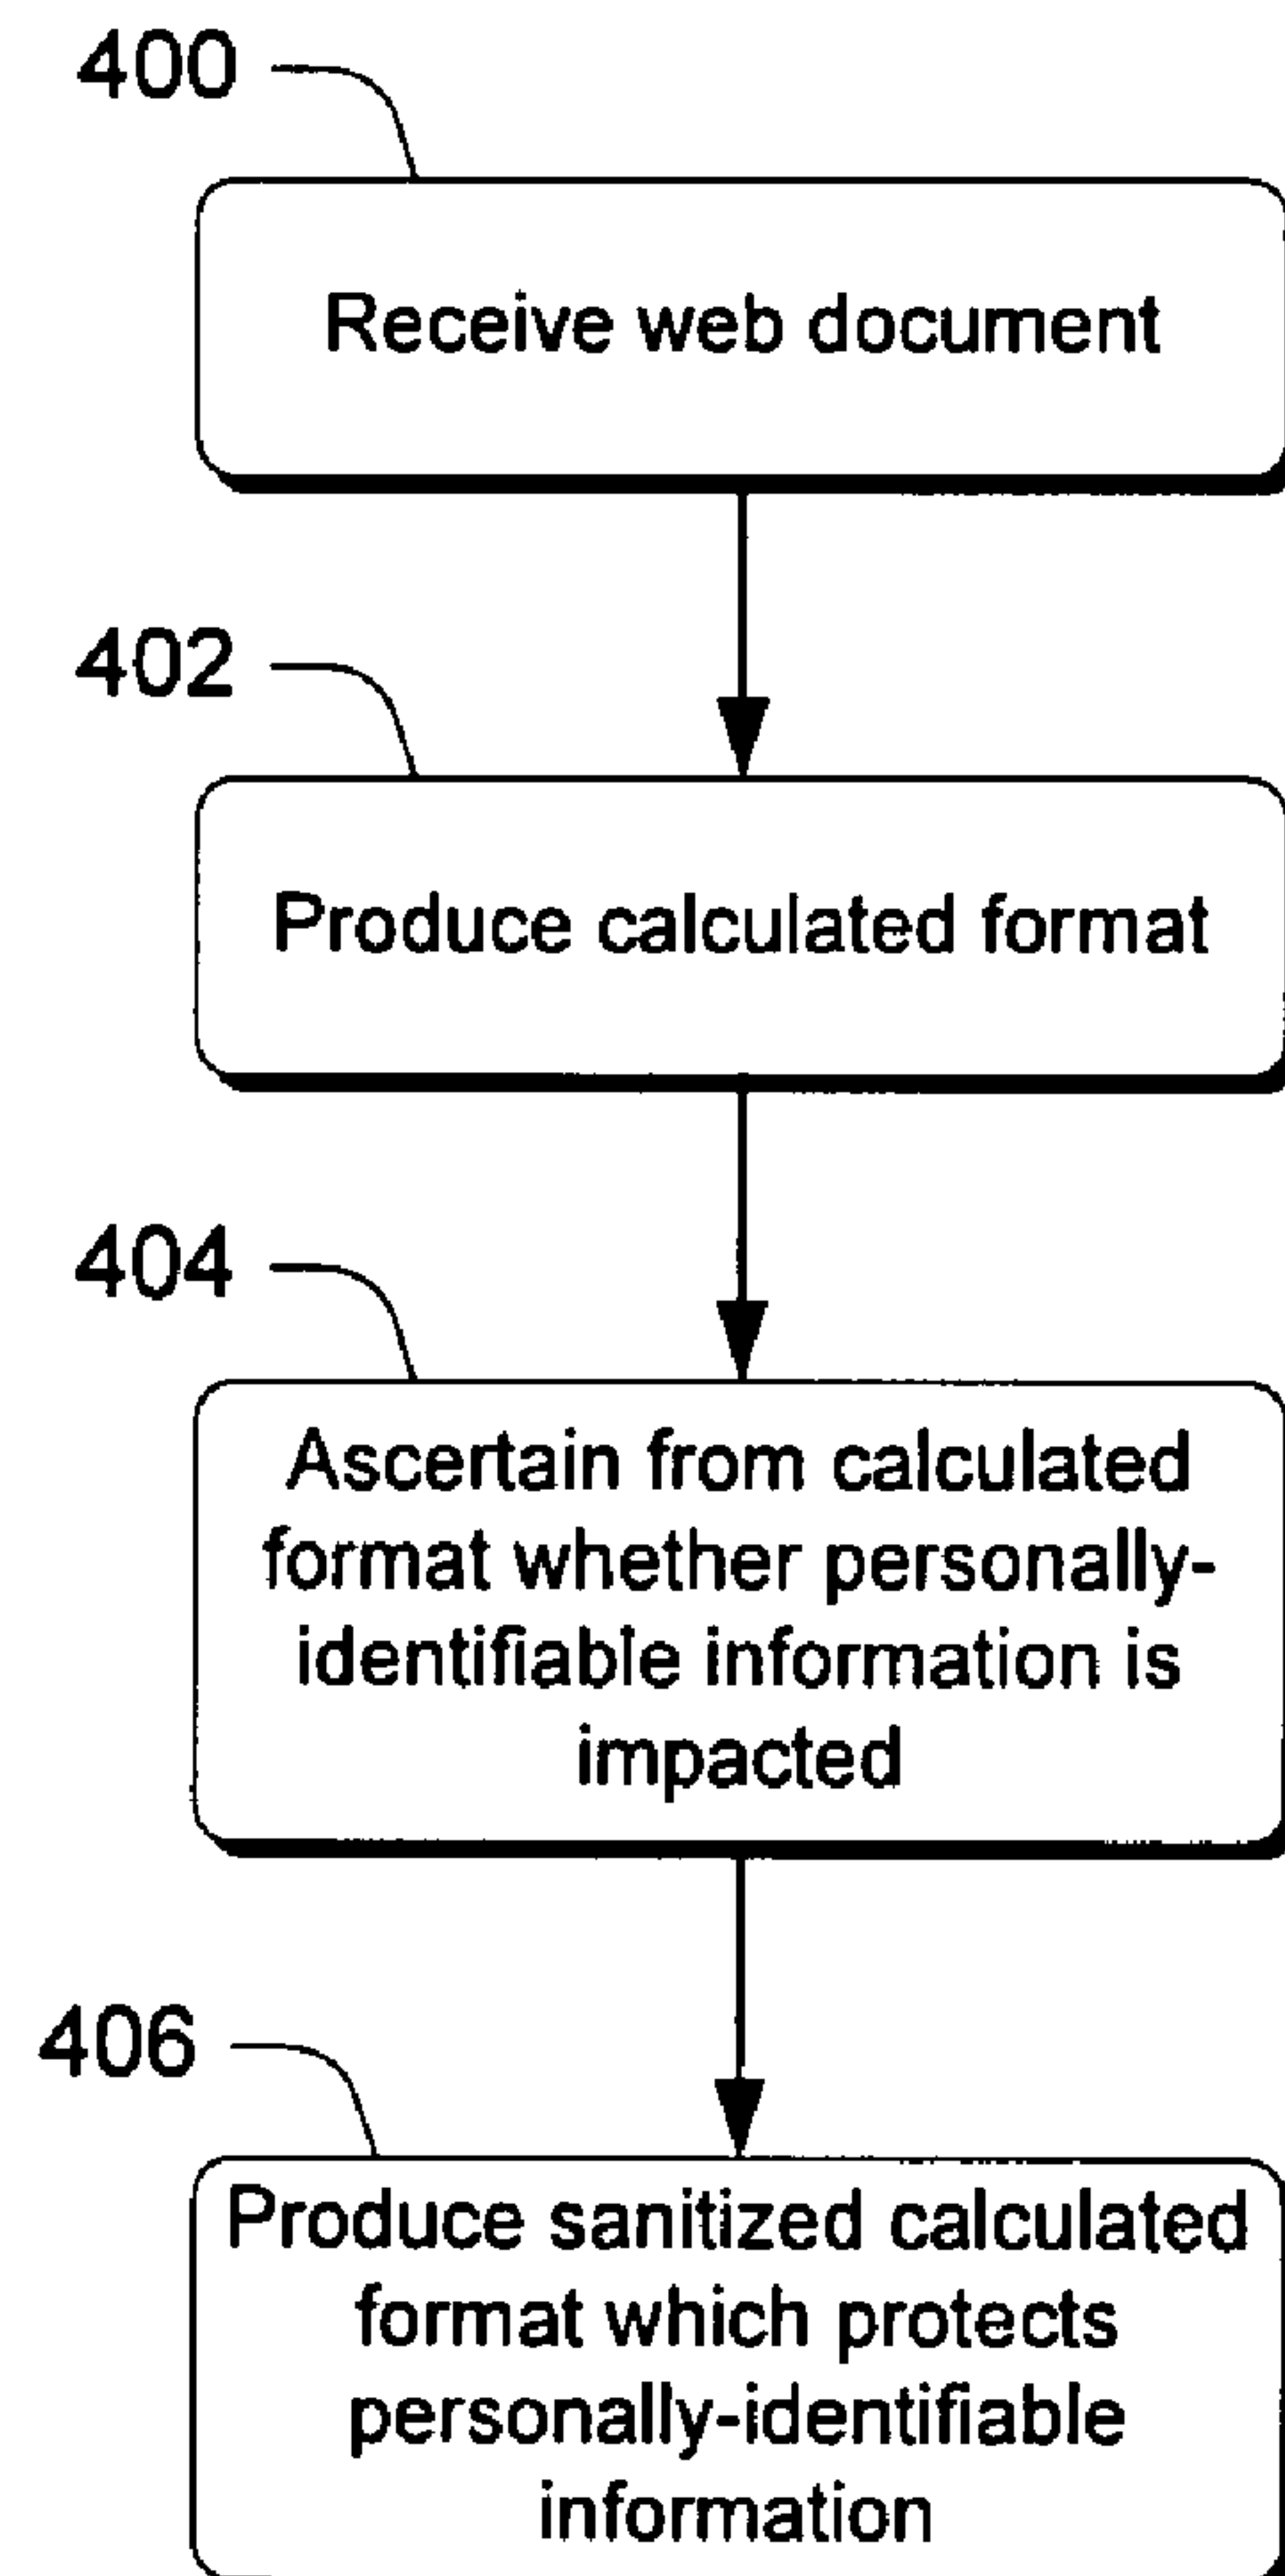 400
Receive web document
402
Produce calculated format
404
Ascertain from calculated
format whether personally-
identifiable information is
impacted
406
Produce sanitized calculated
format which protects
personally-identifiable
information